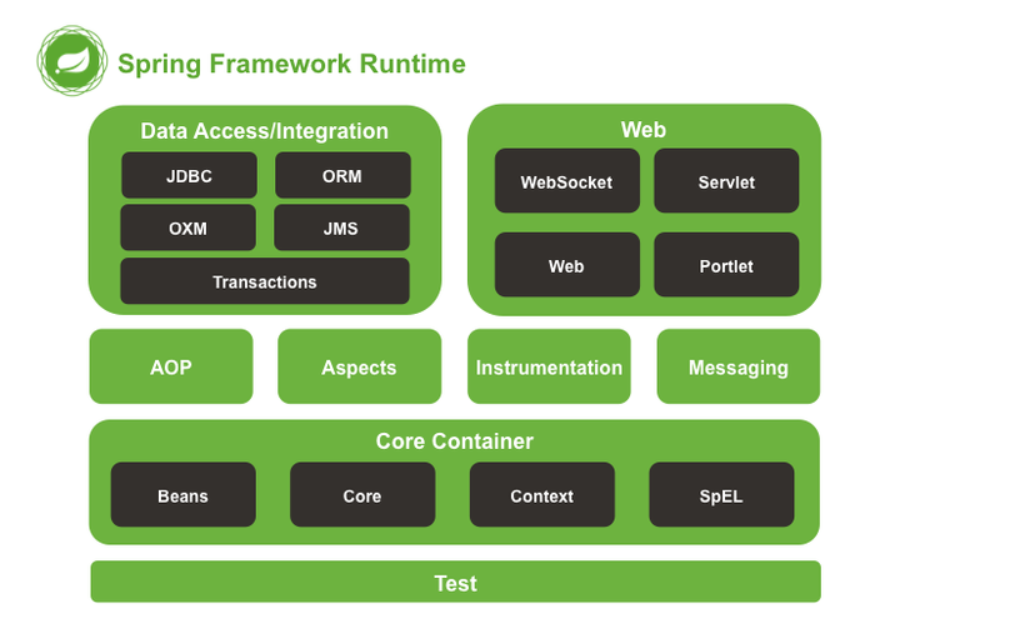 Spring Framework Runtime
Data Access/Integration
JDBC
ORM
OXM
JMS
Transactions
Web
WebSocket
Servlet
Web
Portlet
AOP
Aspects
Instrumentation
Messaging
Core Container
Beans
Core
Context
SpEL
Test